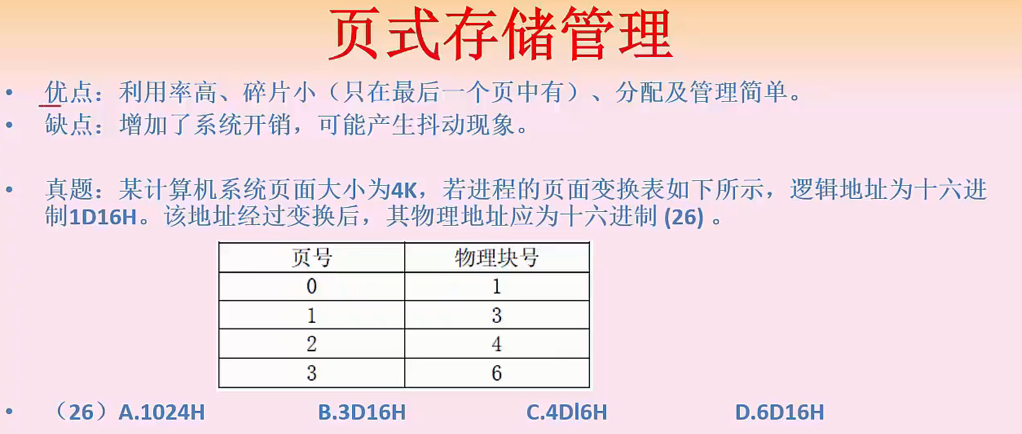 页式存储管理
• 优点：利用率高、碎片小（只在最后一个页中有）、分配及管理简单。
• 缺点：增加了系统开销，可能产生抖动现象。
• 真题：某计算机系统页面大小为4K，若进程的页面变换表如下所示，逻辑地址为十六进
制1D16H。该地址经过变换后，其物理地址应为十六进制 (26) 。
页号 物理块号
0 1
1 3
2 4
3 6
• （26）A.1024H B.3D16H C.4Dl6H D.6D16H